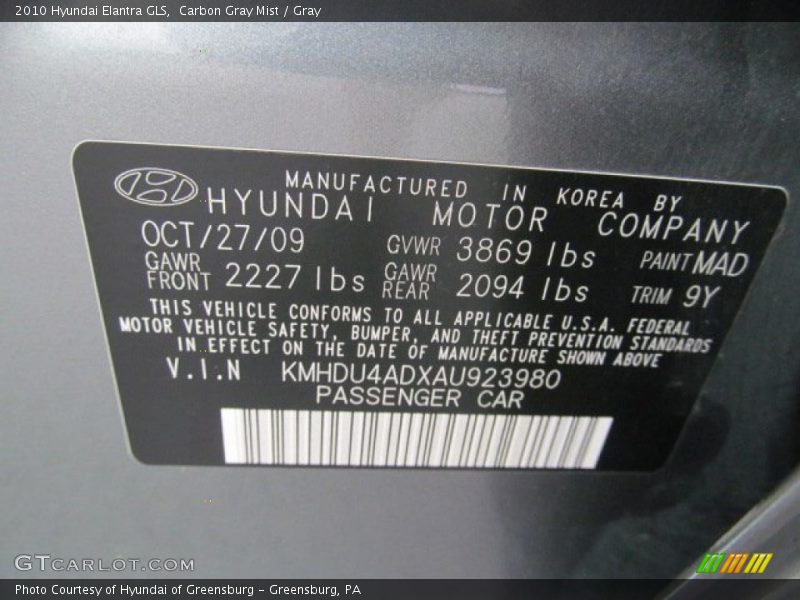 2010 Hyundai Elantra GLS, Carbon Gray Mist / Gray
MANUFACTURED IN KOREA BY
HYUNDAI MOTOR COMPANY
OCT/27/09 GVWR 3869 lbs PAINT MAD
GAWR FRONT 2227 lbs GAWR REAR 2094 lbs TRIM 9Y
THIS VEHICLE CONFORMS TO ALL APPLICABLE U.S.A. FEDERAL
MOTOR VEHICLE SAFETY, BUMPER, AND THEFT PREVENTION STANDARDS
IN EFFECT ON THE DATE OF MANUFACTURE SHOWN ABOVE
V.I.N KMHDU4ADXAU923980
PASSENGER CAR
GTCARLOT.COM
Photo Courtesy of Hyundai of Greensburg - Greensburg, PA